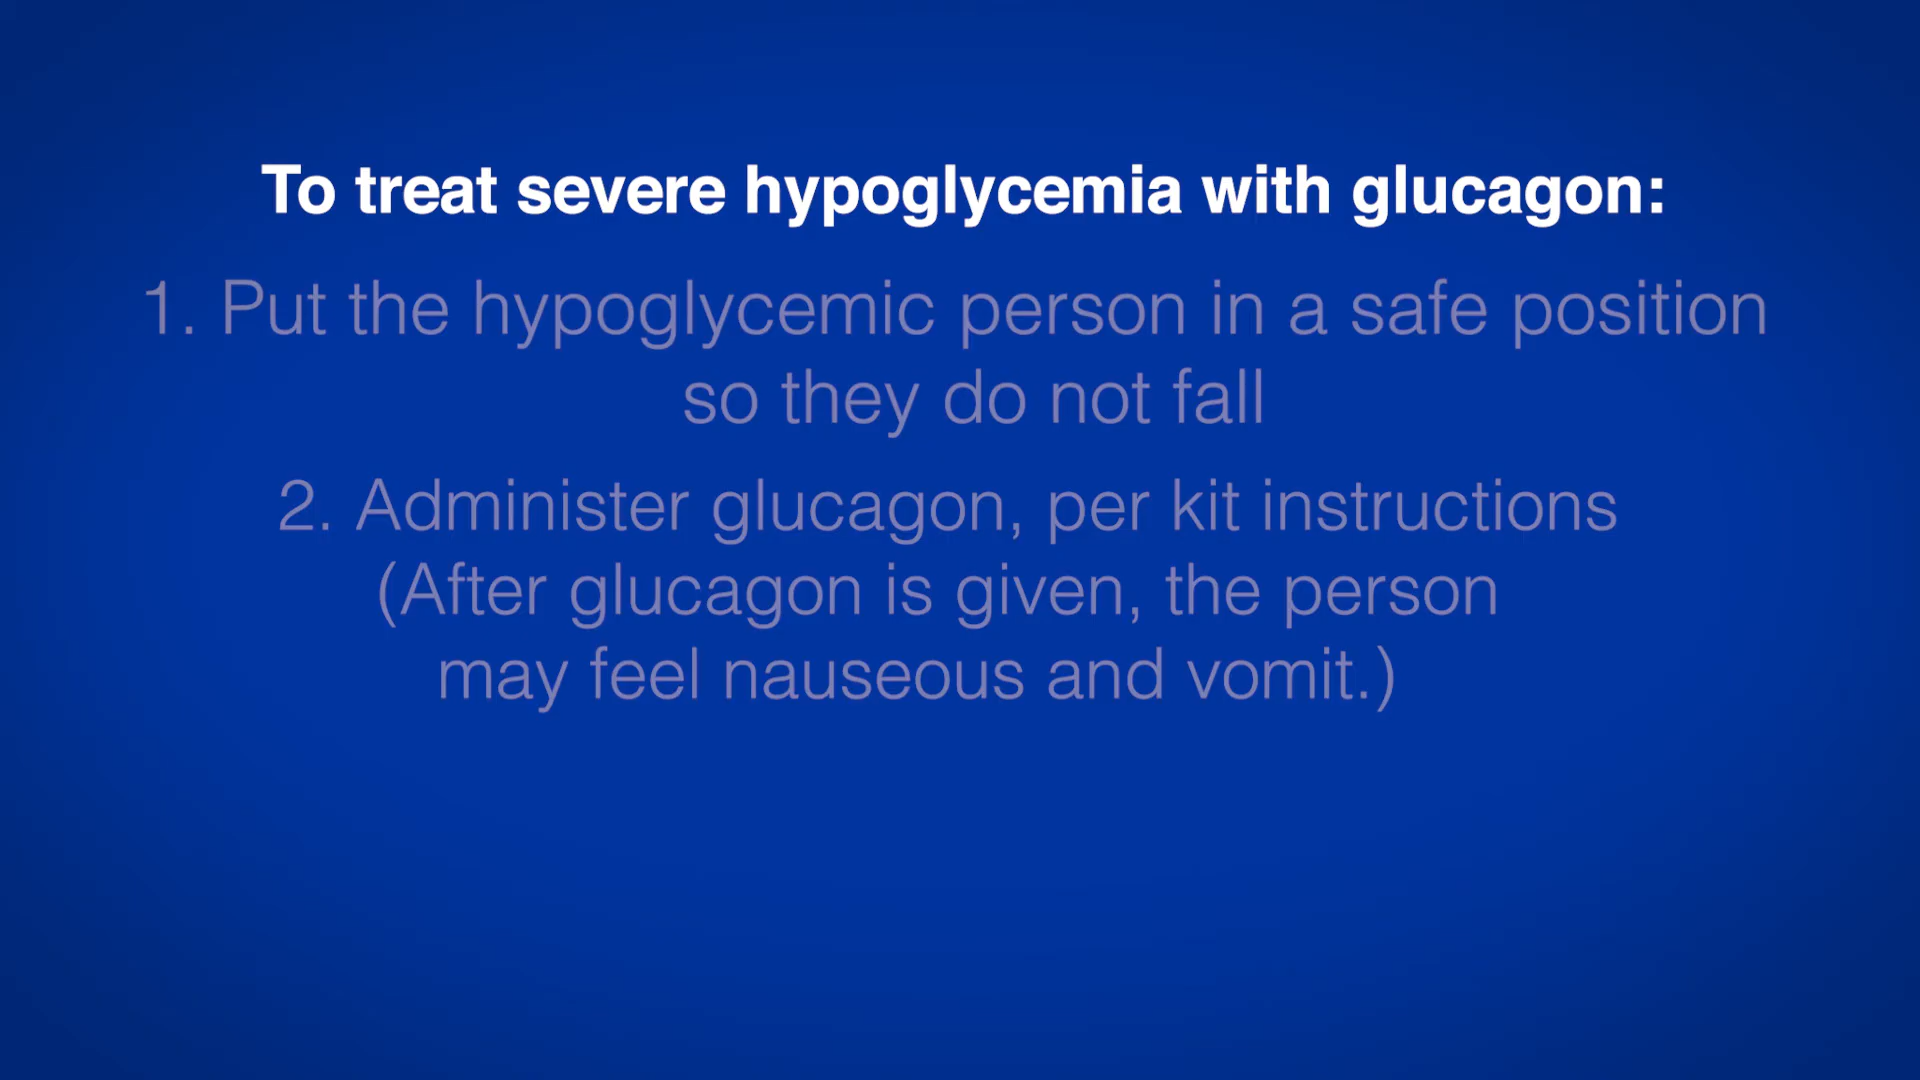 To treat severe hypoglycemia with glucagon:
1. Put the hypoglycemic person in a safe position
so they do not fall
2. Administer glucagon, per kit instructions
(After glucagon is given, the person
may feel nauseous and vomit.)